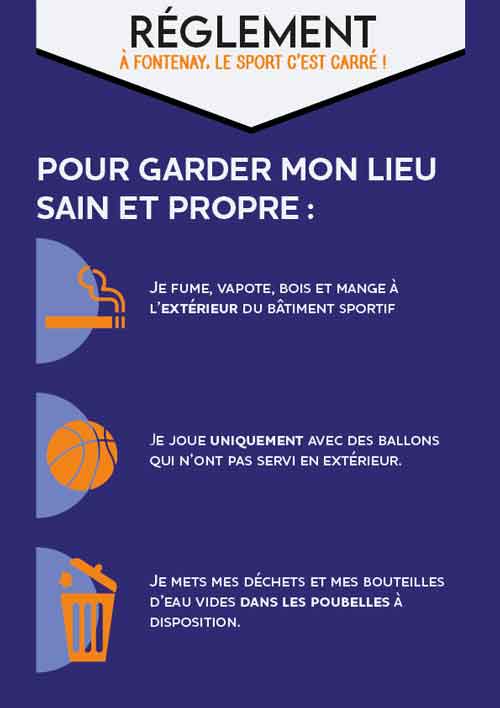 RÉGLEMENT
À FONTENAY, LE SPORT C'EST CARRÉ !
POUR GARDER MON LIEU
SAIN ET PROPRE :
JE FUME, VAPOTE, BOIS ET MANGE À
L'EXTÉRIEUR DU BÂTIMENT SPORTIF
JE JOUE UNIQUEMENT AVEC DES BALLONS
QUI N'ONT PAS SERVI EN EXTÉRIEUR.
JE METS MES DÉCHETS ET MES BOUTEILLES
D'EAU VIDES DANS LES POUBELLES À
DISPOSITION.